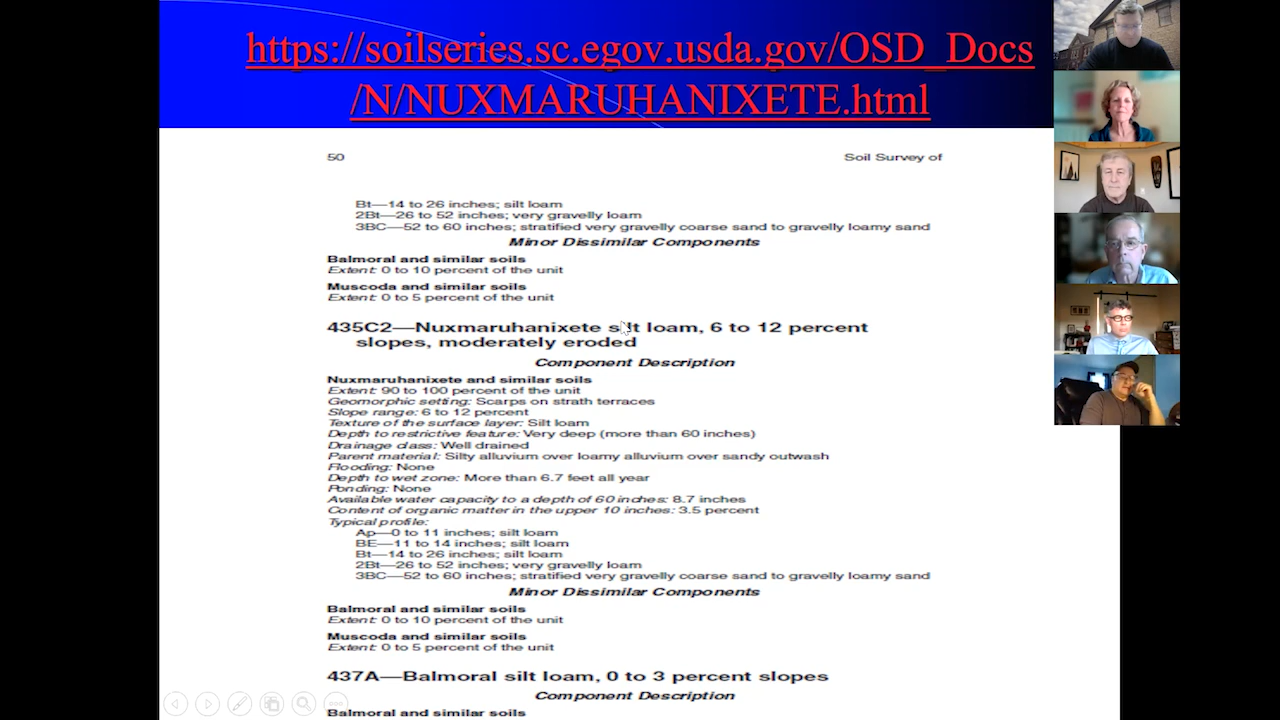 https://soilseries.sc.egov.usda.gov/OSD_Docs
/N/NUXMARUHANIXETE.html
50 Soil Survey of
Bt—14 to 26 inches; silt loam
2Bt—26 to 52 inches; very gravelly loam
3BC—52 to 60 inches; stratified very gravelly coarse sand to gravelly loamy sand
Minor Dissimilar Components
Balmoral and similar soils
Extent: 0 to 10 percent of the unit
Muscoda and similar soils
Extent: 0 to 5 percent of the unit
435C2—Nuxmaruhanixete silt loam, 6 to 12 percent
slopes, moderately eroded
Component Description
Nuxmaruhanixete and similar soils
Extent: 90 to 100 percent of the unit
Geomorphic setting: Scarps on strath terraces
Slope range: 6 to 12 percent
Texture of the surface layer: Silt loam
Depth to restrictive feature: Very deep (more than 60 inches)
Drainage class: Well drained
Parent material: Silty alluvium over loamy alluvium over sandy outwash
Flooding: None
Depth to wet zone: More than 6.7 feet all year
Ponding: None
Available water capacity to a depth of 60 inches: 8.7 inches
Content of organic matter in the upper 10 inches: 3.5 percent
Typical profile:
Ap—0 to 11 inches; silt loam
BE—11 to 14 inches; silt loam
Bt—14 to 26 inches; silt loam
2Bt—26 to 52 inches; very gravelly loam
3BC—52 to 60 inches; stratified very gravelly coarse sand to gravelly loamy sand
Minor Dissimilar Components
Balmoral and similar soils
Extent: 0 to 10 percent of the unit
Muscoda and similar soils
Extent: 0 to 5 percent of the unit
437A—Balmoral silt loam, 0 to 3 percent slopes
Component Description
Balmoral and similar soils